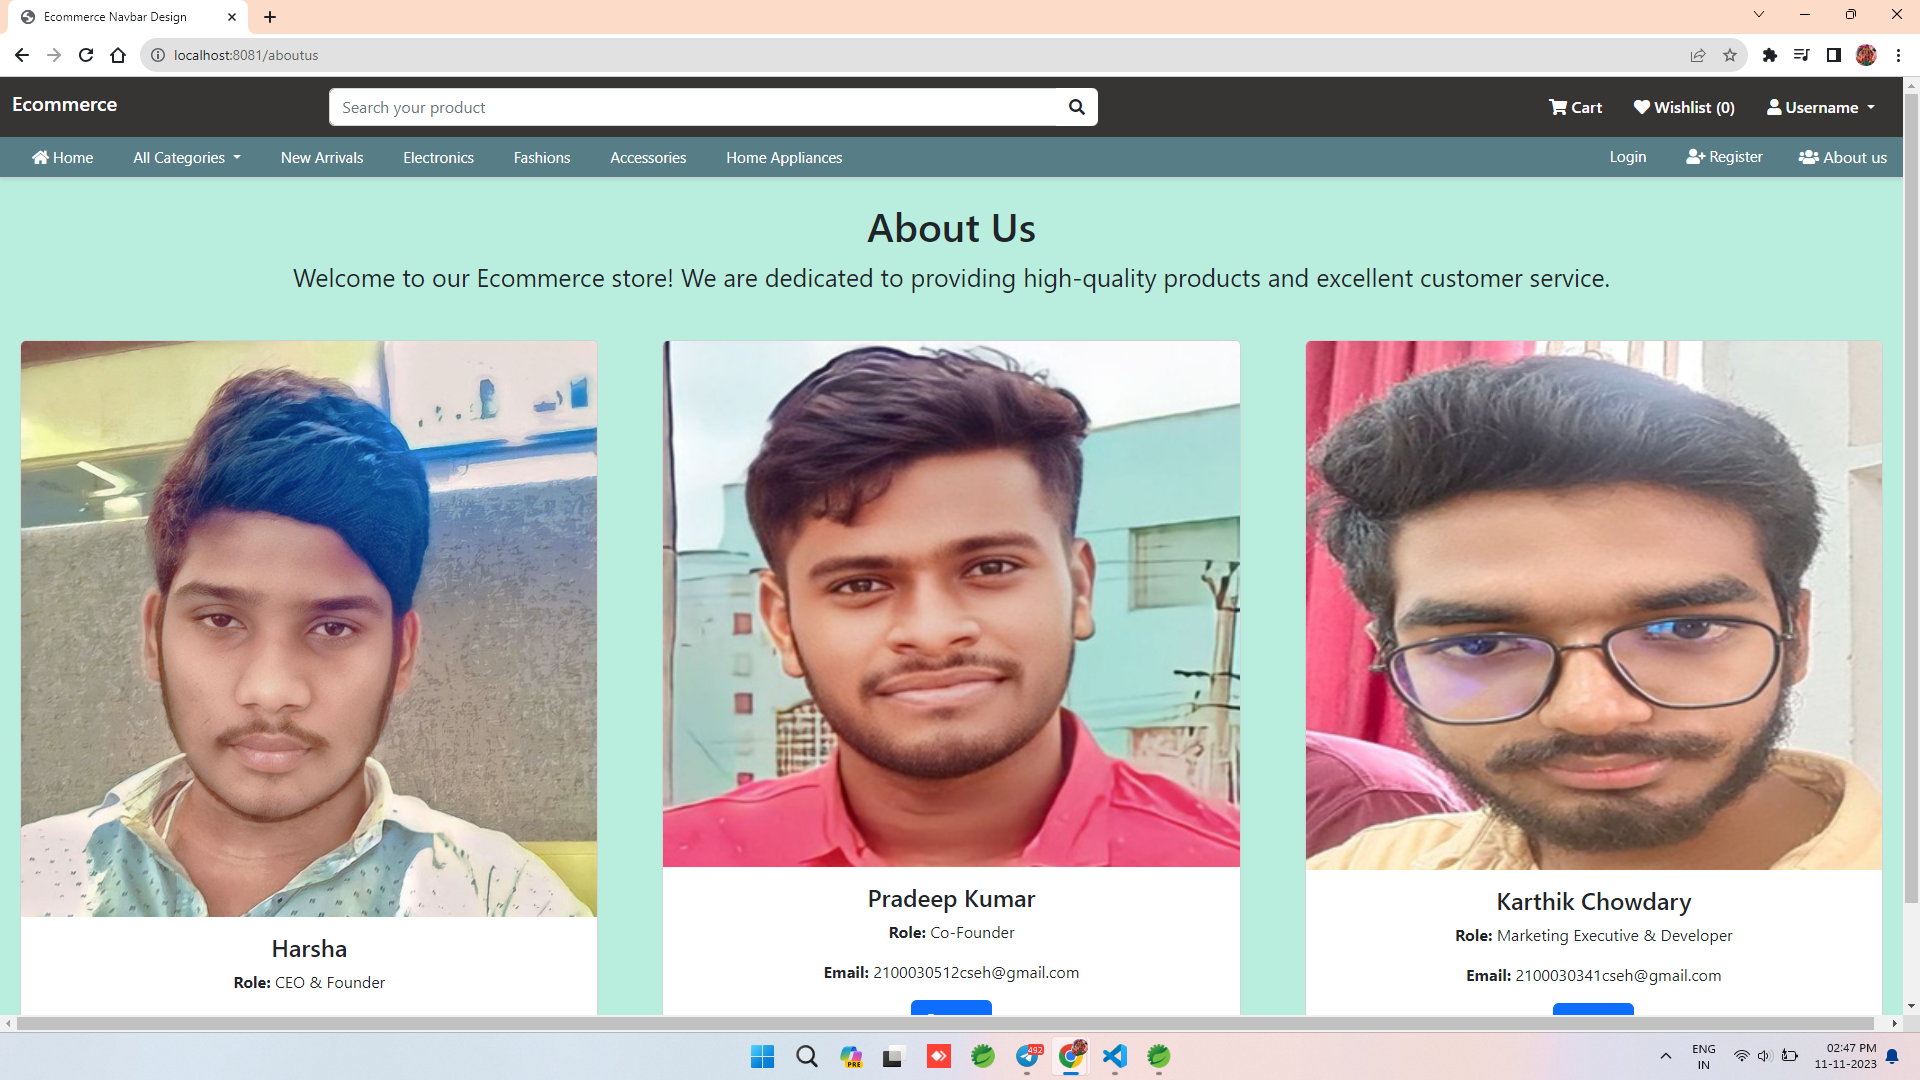 Ecommerce Navbar Design
localhost:8081/aboutus
Ecommerce
Search your product
Cart
Wishlist (0)
Username
Home
All Categories
New Arrivals
Electronics
Fashions
Accessories
Home Appliances
Login
Register
About us
About Us
Welcome to our Ecommerce store! We are dedicated to providing high-quality products and excellent customer service.
Harsha
Role: CEO & Founder
Pradeep Kumar
Role: Co-Founder
Email: 2100030512cseh@gmail.com
Karthik Chowdary
Role: Marketing Executive & Developer
Email: 2100030341cseh@gmail.com
PRE
492
ENG
IN
02:47 PM
11-11-2023